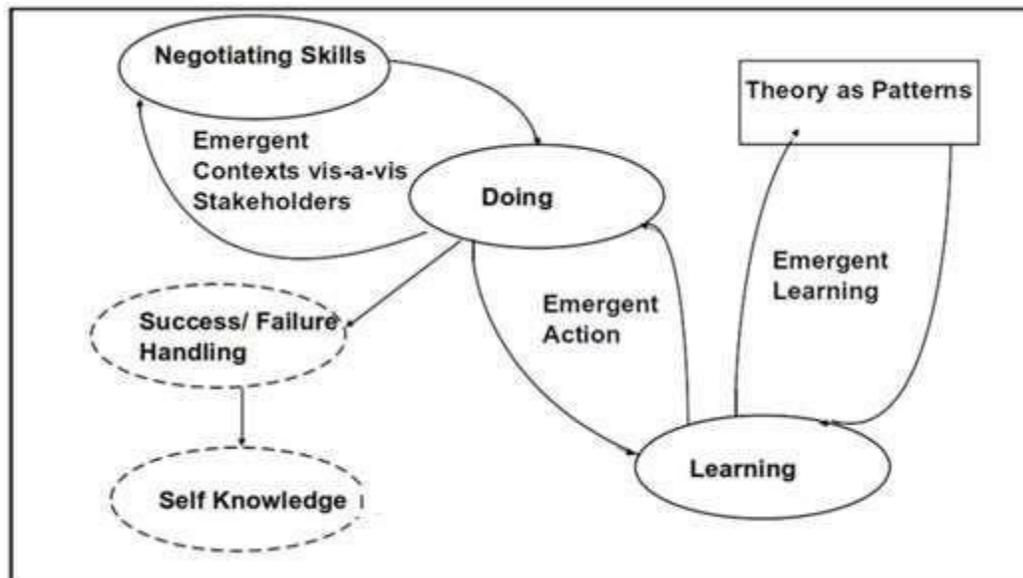 Negotiating Skills
Theory as Patterns
Emergent
Contexts vis-a-vis
Stakeholders
Doing
Emergent
Learning
Emergent
Action
Success/ Failure
Handling
Learning
Self Knowledge